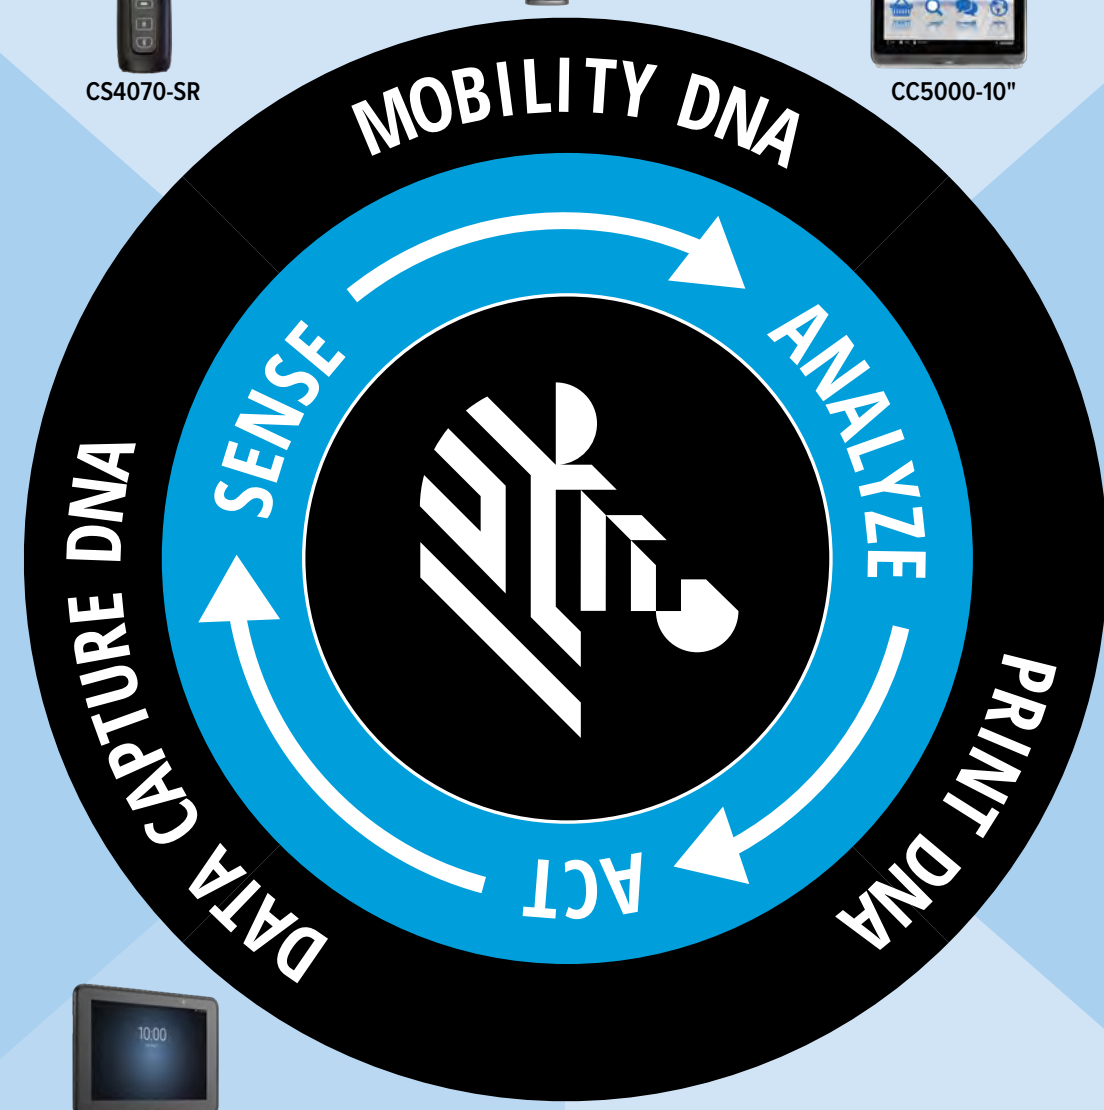 CS4070-SR
CC5000-10"
MOBILITY DNA
SENSE
ANALYZE
DATA CAPTURE DNA
PRINT DNA
ACT
10:00